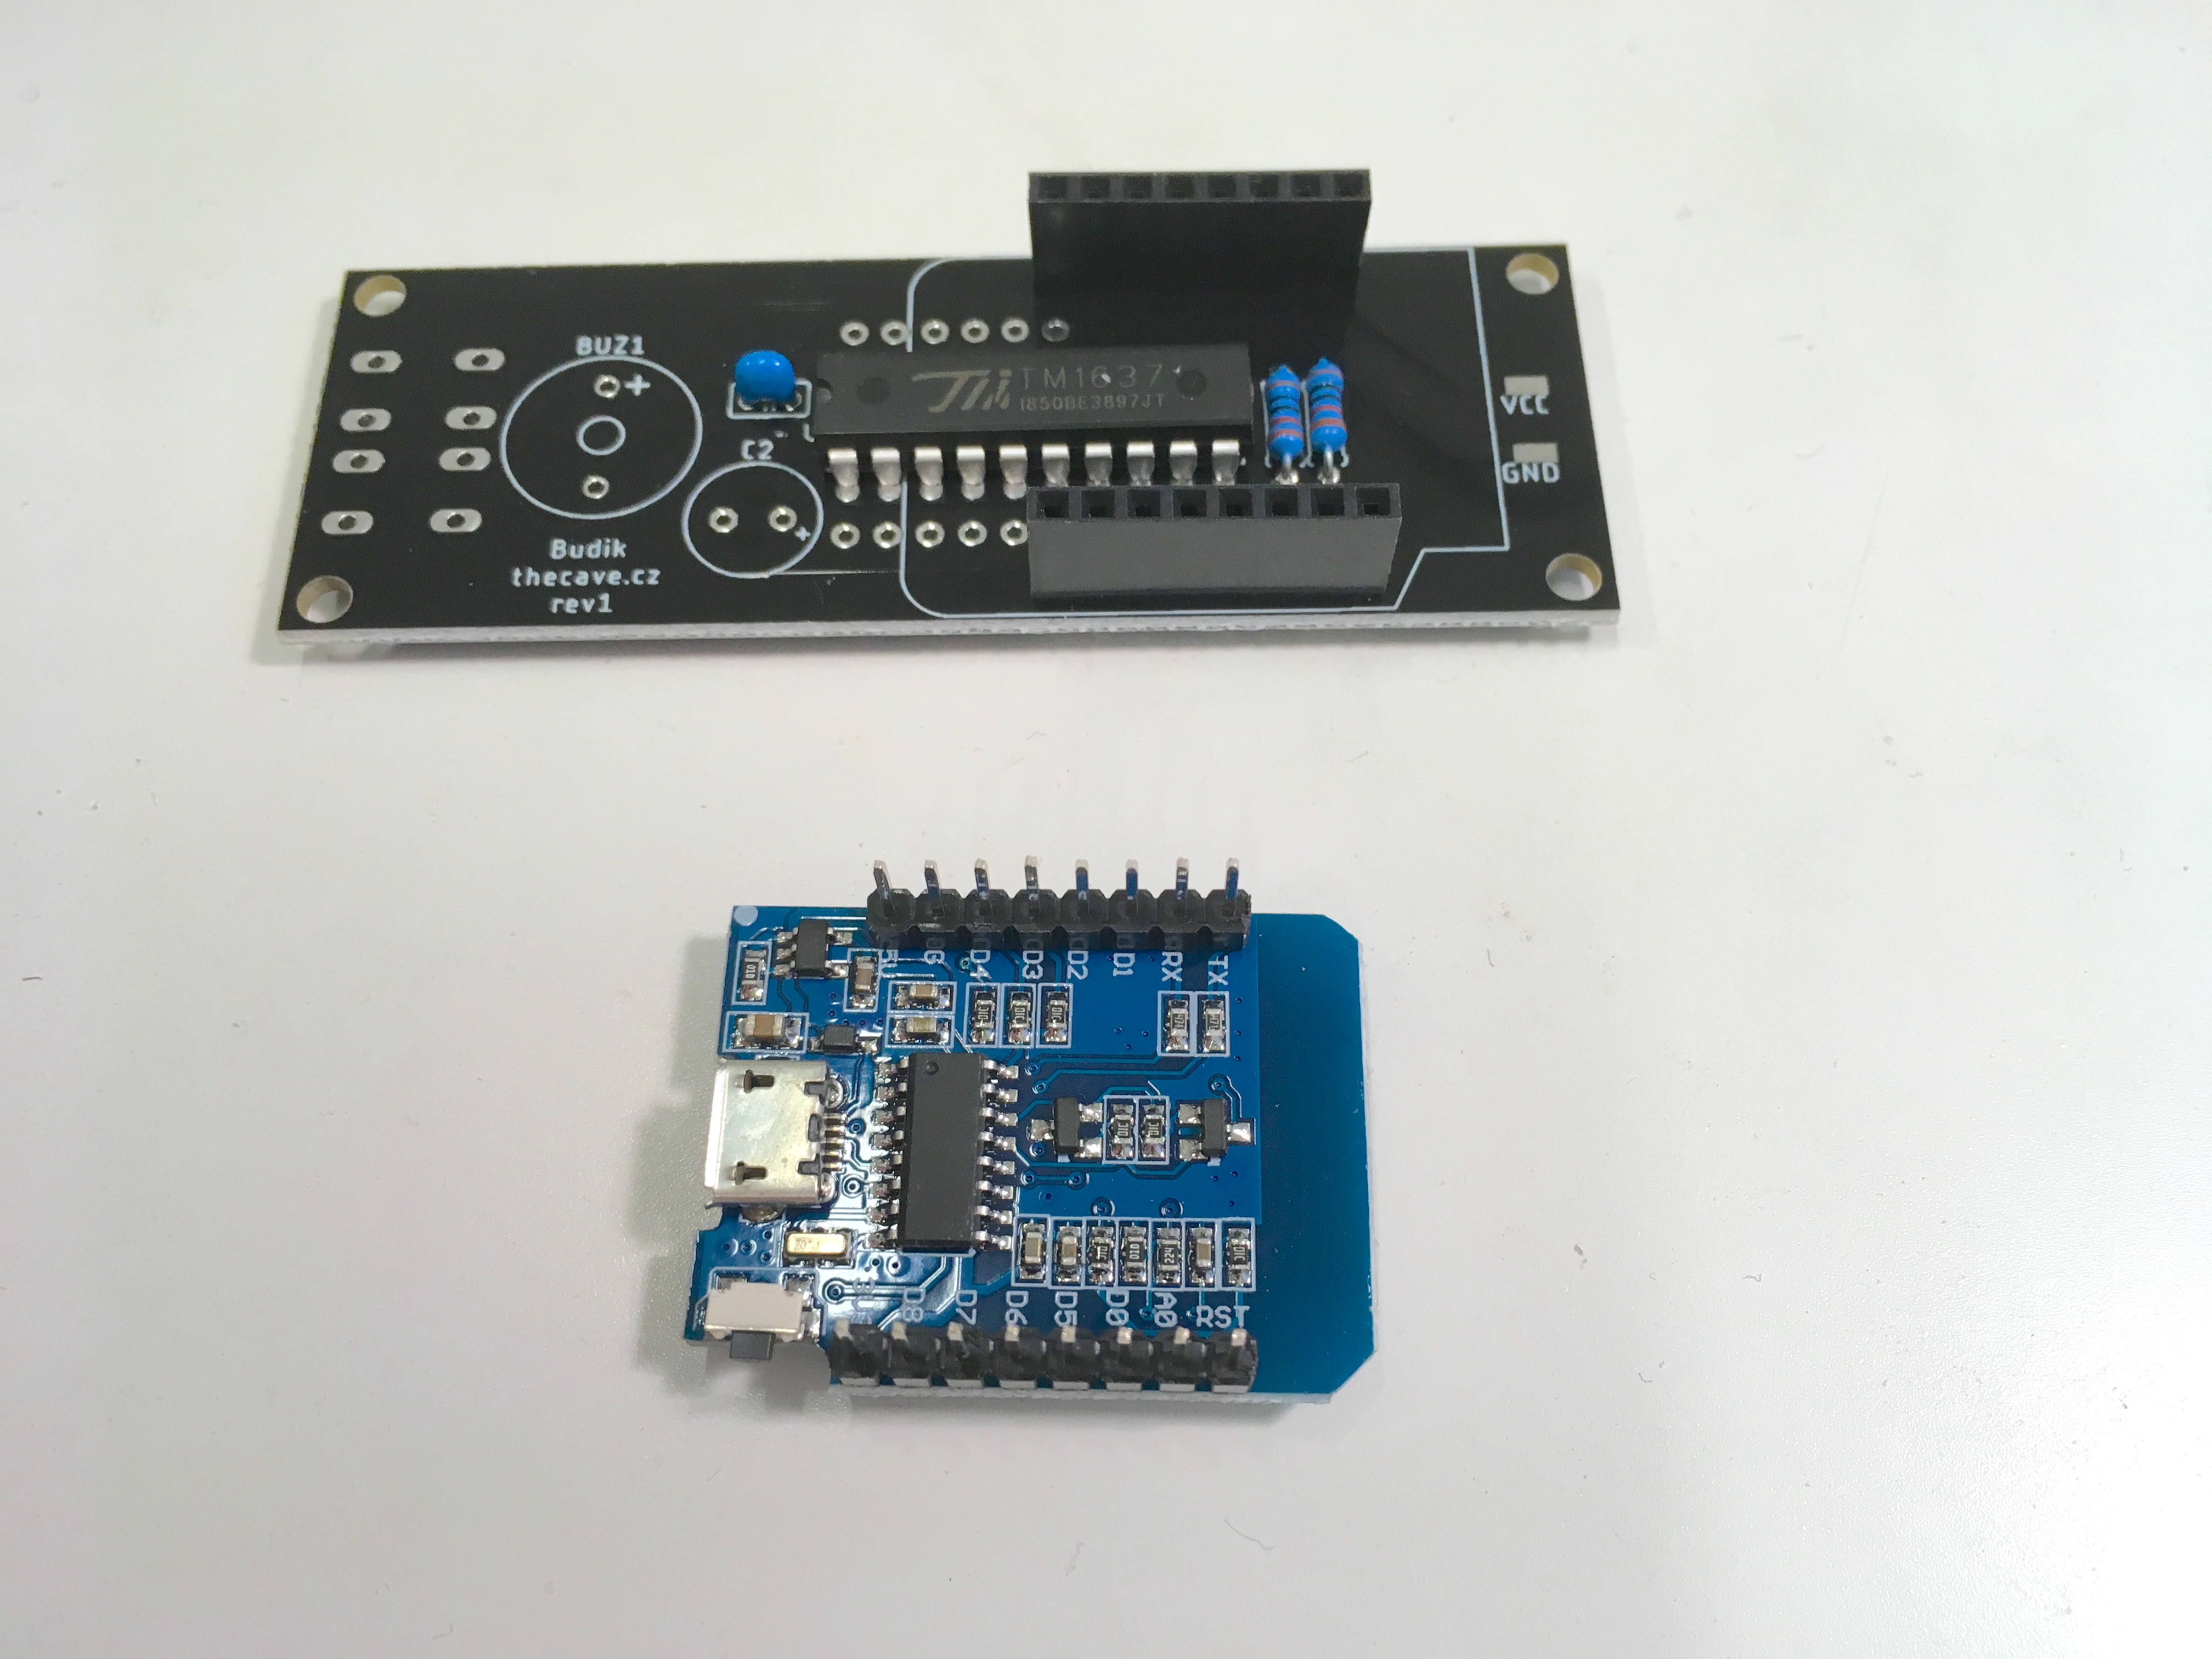 BUZ1
+
TM1637
1850BE3897JT
VCC
C2
GND
+
Budik
thecave.cz
rev1
5V
G
D4
D3
D2
D1
RX
TX
D8
D7
D6
D5
D0
A0
RST